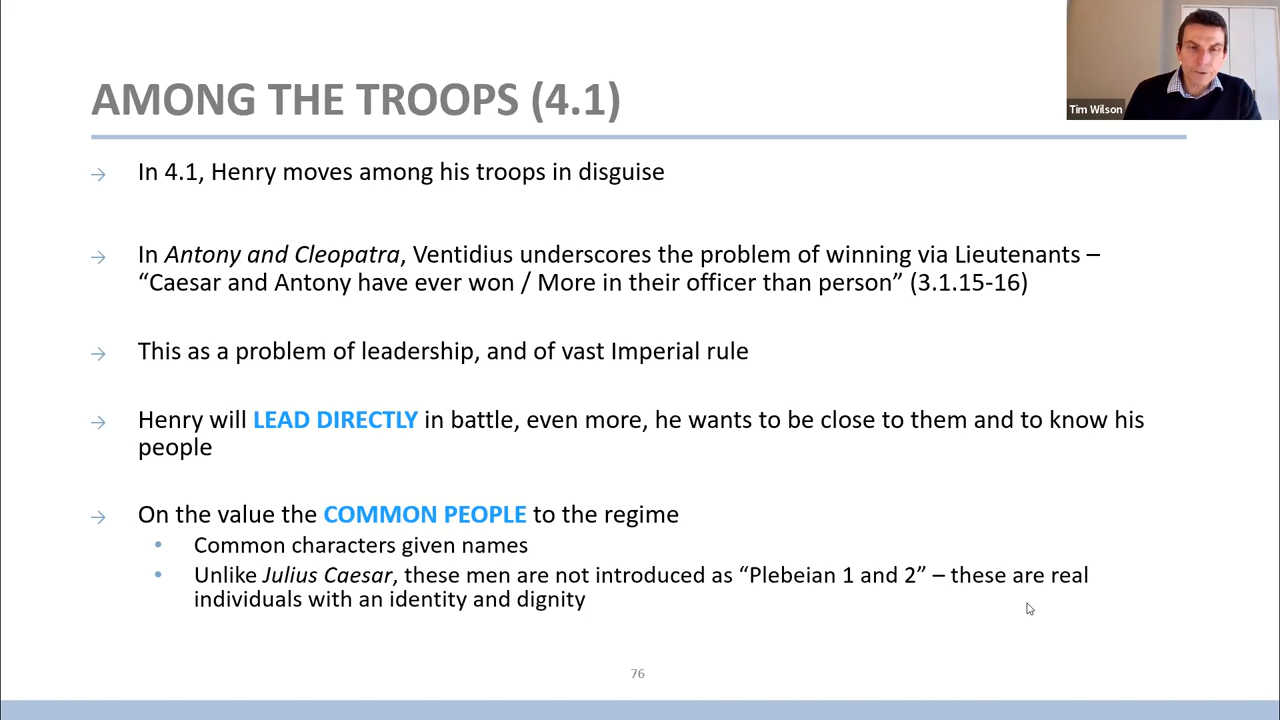 AMONG THE TROOPS (4.1)
Tim Wilson
→ In 4.1, Henry moves among his troops in disguise
→ In Antony and Cleopatra, Ventidius underscores the problem of winning via Lieutenants –
“Caesar and Antony have ever won / More in their officer than person” (3.1.15-16)
→ This as a problem of leadership, and of vast Imperial rule
→ Henry will LEAD DIRECTLY in battle, even more, he wants to be close to them and to know his
people
→ On the value the COMMON PEOPLE to the regime
• Common characters given names
• Unlike Julius Caesar, these men are not introduced as “Plebeian 1 and 2” – these are real
individuals with an identity and dignity
76